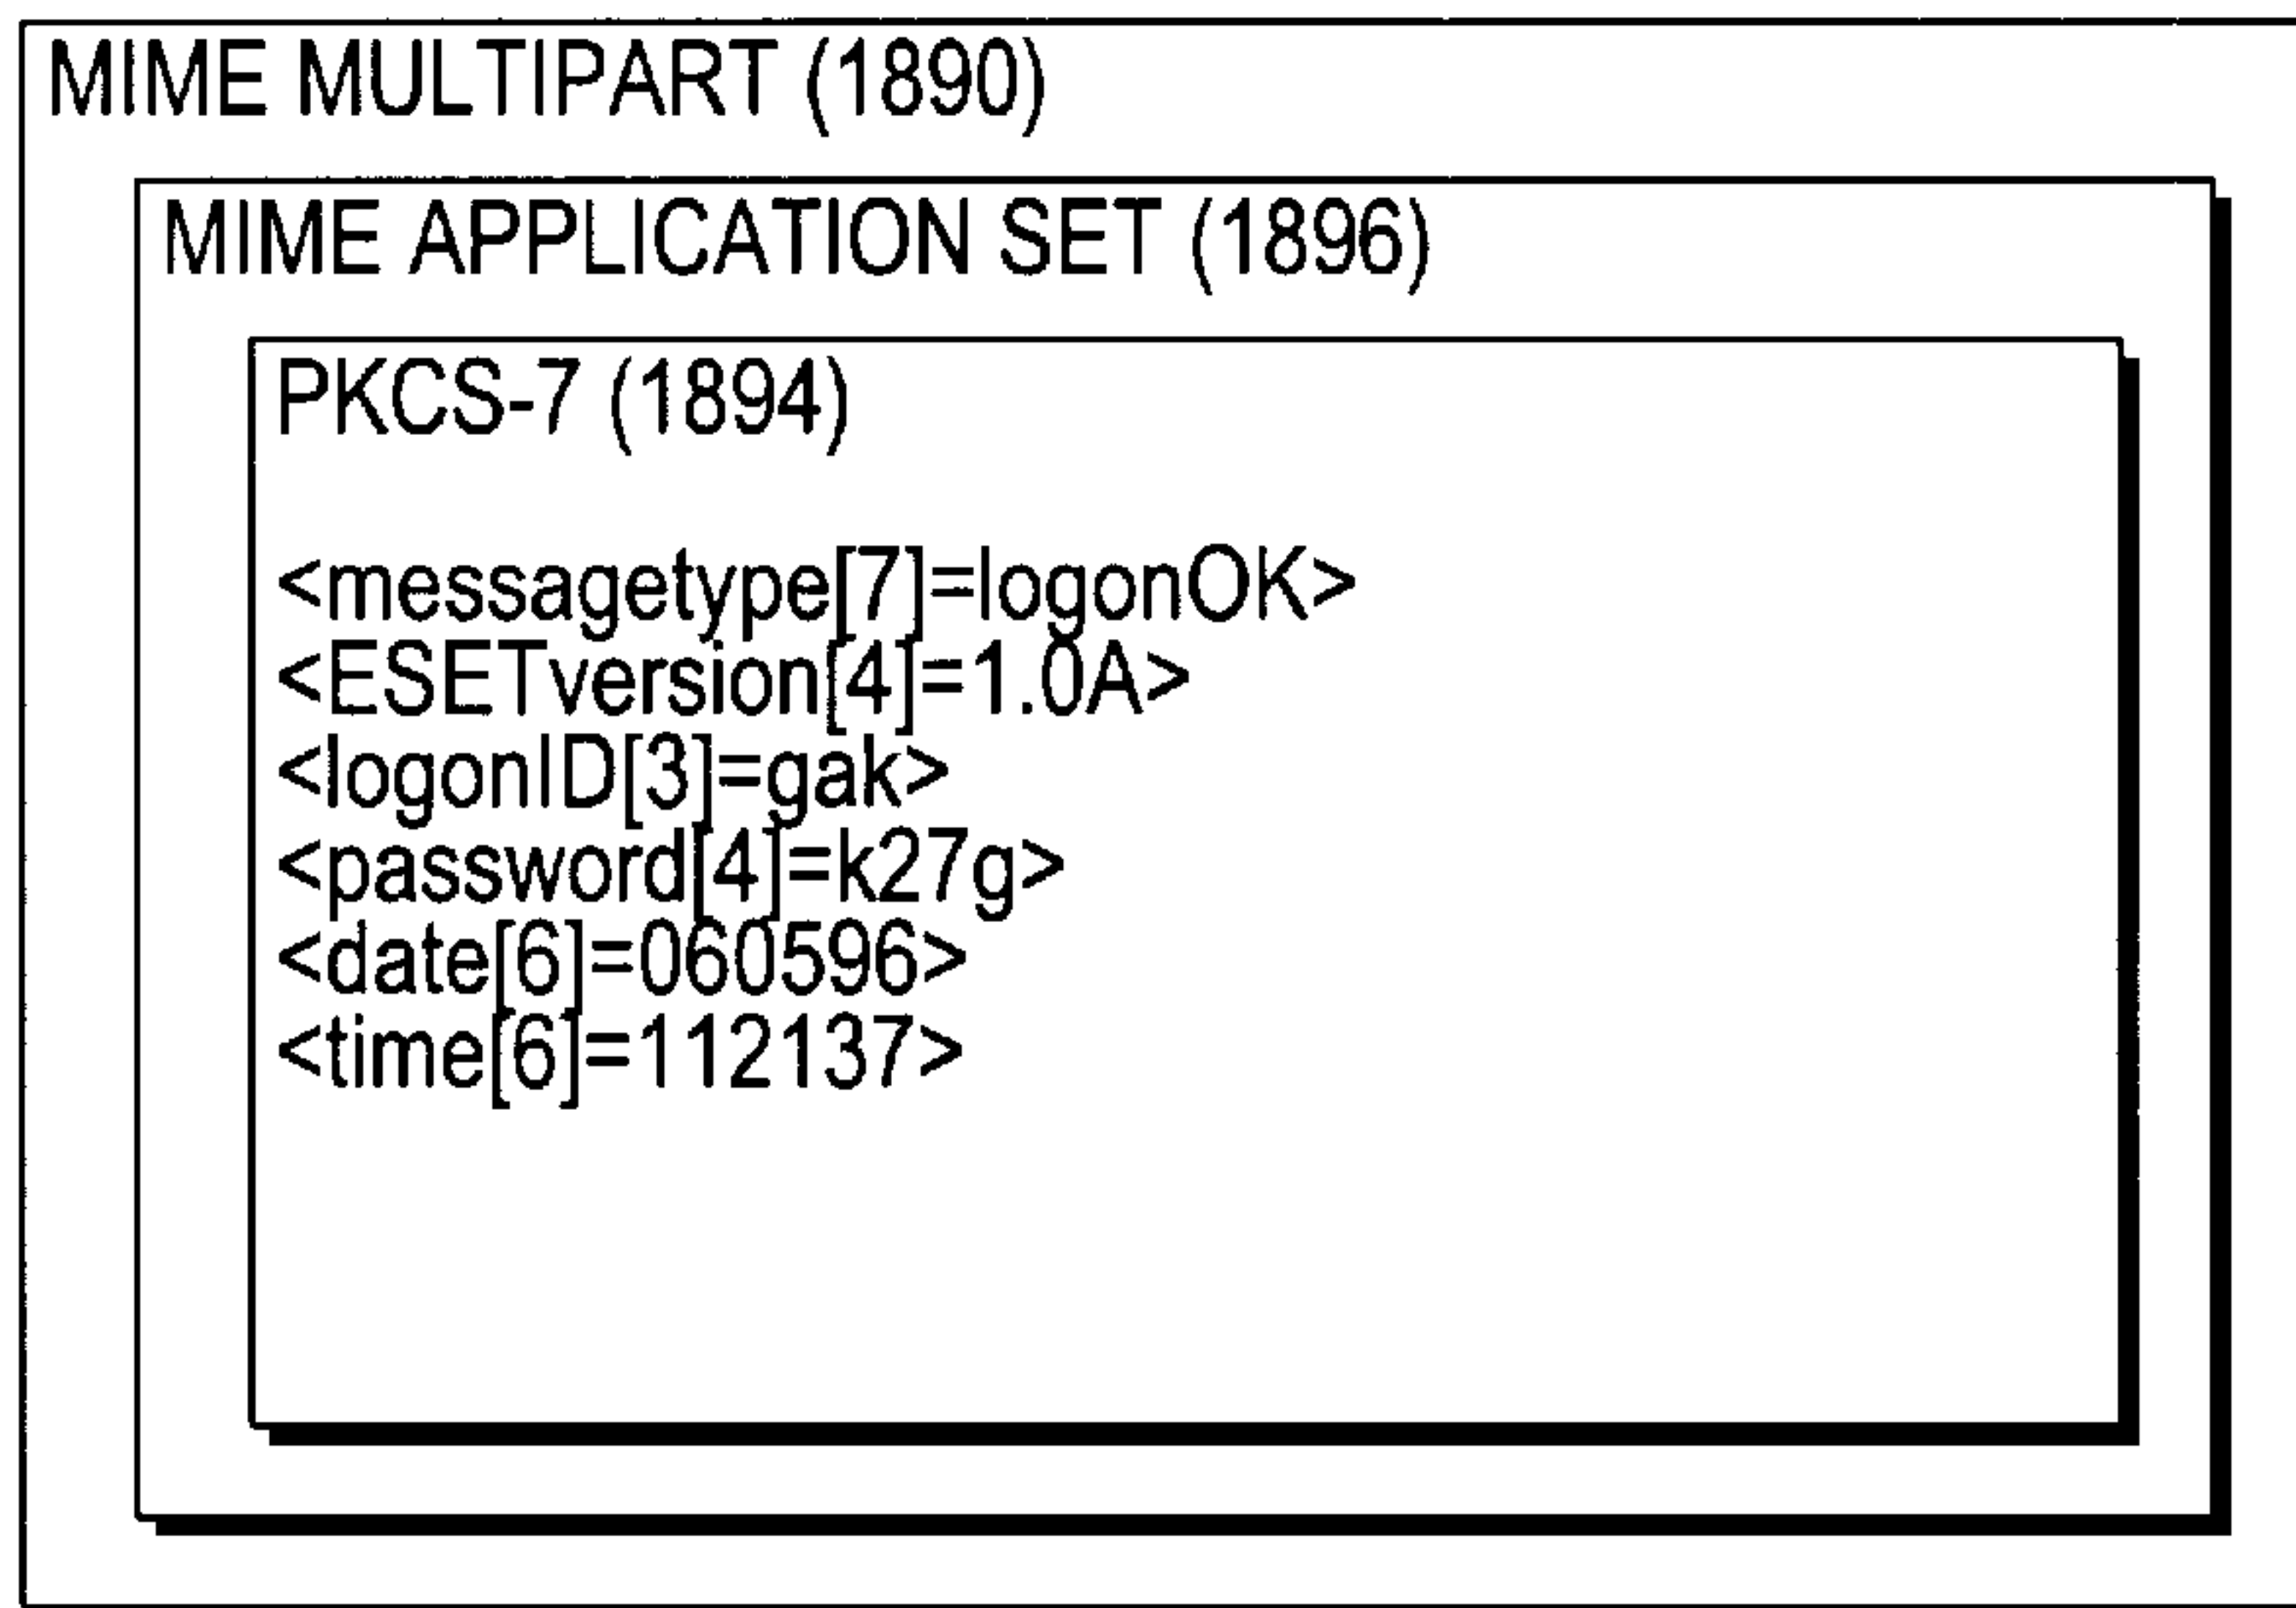 MIME MULTIPART (1890)
MIME APPLICATION SET (1896)
PKCS-7 (1894)
<messagetype[7]=logonOK>
<ESETversion[4]=1.0A>
<logonID[3]=gak>
<password[4]=k27g>
<date[6]=060596>
<time[6]=112137>